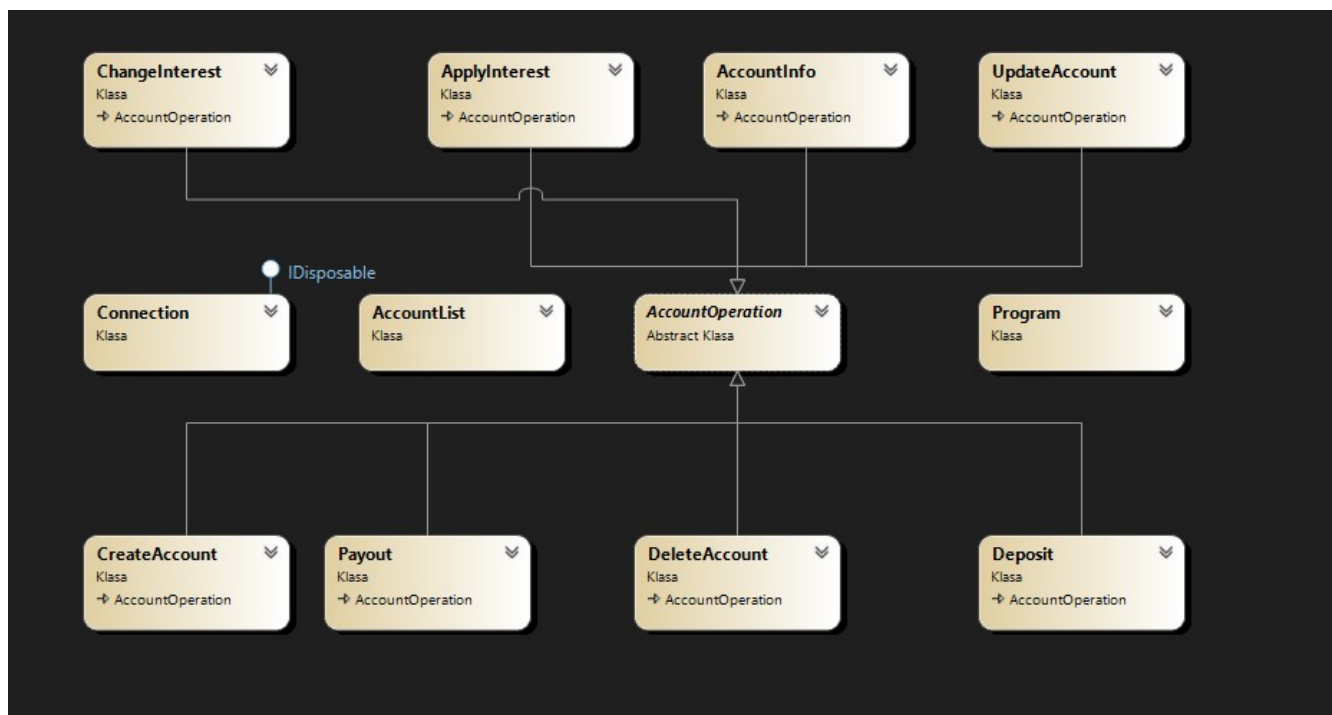 ChangeInterest
Klasa
AccountOperation
ApplyInterest
Klasa
AccountOperation
AccountInfo
Klasa
AccountOperation
UpdateAccount
Klasa
AccountOperation
IDisposable
Connection
Klasa
AccountList
Klasa
AccountOperation
Abstract Klasa
Program
Klasa
CreateAccount
Klasa
AccountOperation
Payout
Klasa
AccountOperation
DeleteAccount
Klasa
AccountOperation
Deposit
Klasa
AccountOperation